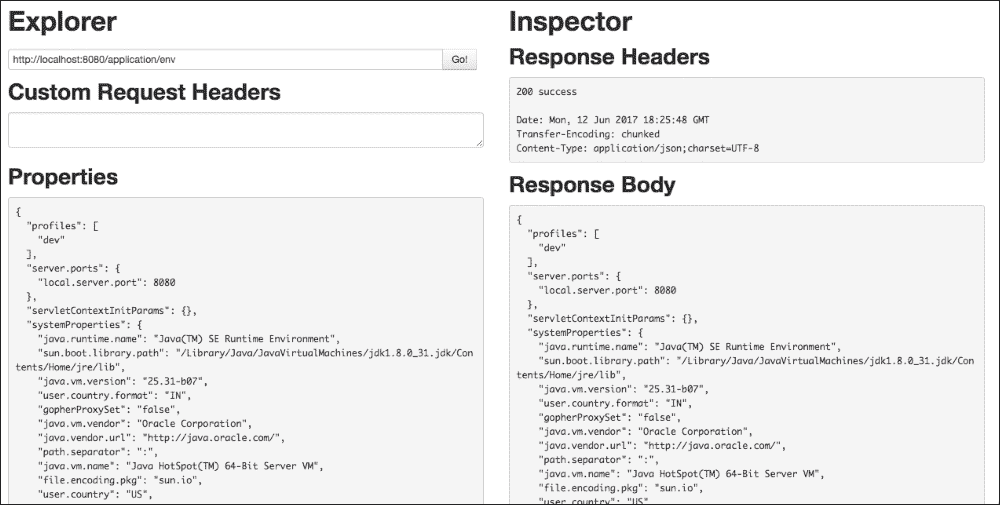 Explorer
http://localhost:8080/application/env
Go!
Custom Request Headers
Properties
{
"profiles": [
"dev"
],
"server.ports": {
"local.server.port": 8080
},
"servletContextInitParams": {},
"systemProperties": {
"java.runtime.name": "Java(TM) SE Runtime Environment",
"sun.boot.library.path": "/Library/Java/JavaVirtualMachines/jdk1.8.0_31.jdk/Con
tents/Home/jre/lib",
"java.vm.version": "25.31-b07",
"user.country.format": "IN",
"gopherProxySet": "false",
"java.vm.vendor": "Oracle Corporation",
"java.vendor.url": "http://java.oracle.com/",
"path.separator": ":",
"java.vm.name": "Java HotSpot(TM) 64-Bit Server VM",
"file.encoding.pkg": "sun.io",
"user.country": "US",
Inspector
Response Headers
200 success
Date: Mon, 12 Jun 2017 18:25:48 GMT
Transfer-Encoding: chunked
Content-Type: application/json;charset=UTF-8
Response Body
{
"profiles": [
"dev"
],
"server.ports": {
"local.server.port": 8080
},
"servletContextInitParams": {},
"systemProperties": {
"java.runtime.name": "Java(TM) SE Runtime Environment",
"sun.boot.library.path": "/Library/Java/JavaVirtualMachines/jdk1.8.0_31.jdk/Con
tents/Home/jre/lib",
"java.vm.version": "25.31-b07",
"user.country.format": "IN",
"gopherProxySet": "false",
"java.vm.vendor": "Oracle Corporation",
"java.vendor.url": "http://java.oracle.com/",
"path.separator": ":",
"java.vm.name": "Java HotSpot(TM) 64-Bit Server VM",
"file.encoding.pkg": "sun.io",
"user.country": "US"